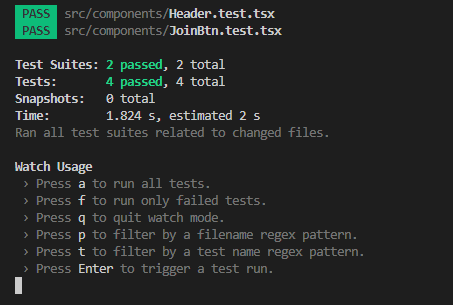 PASS src/components/Header.test.tsx
PASS src/components/JoinBtn.test.tsx
Test Suites: 2 passed, 2 total
Tests: 4 passed, 4 total
Snapshots: 0 total
Time: 1.824 s, estimated 2 s
Ran all test suites related to changed files.
Watch Usage
› Press a to run all tests.
› Press f to run only failed tests.
› Press q to quit watch mode.
› Press p to filter by a filename regex pattern.
› Press t to filter by a test name regex pattern.
› Press Enter to trigger a test run.